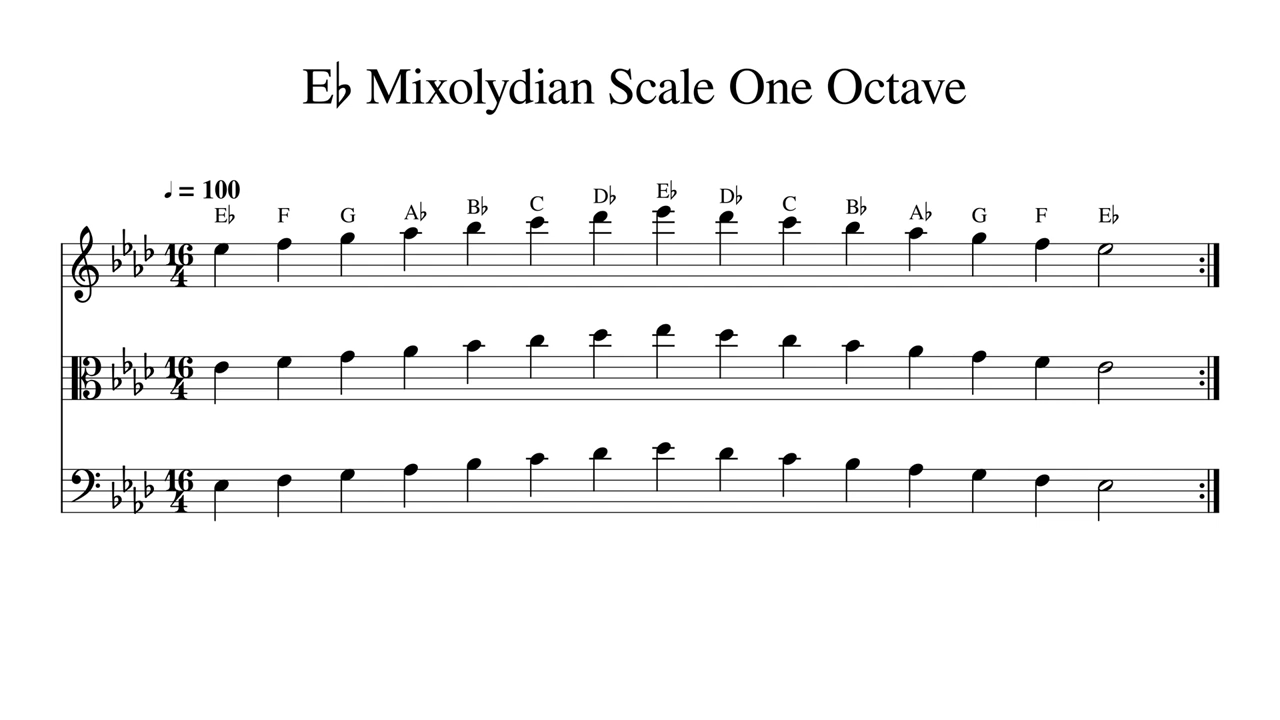 E♭ Mixolydian Scale One Octave
♩ = 100
E♭ F G A♭ B♭ C D♭ E♭ D♭ C B♭ A♭ G F E♭
16
4
16
4
16
4